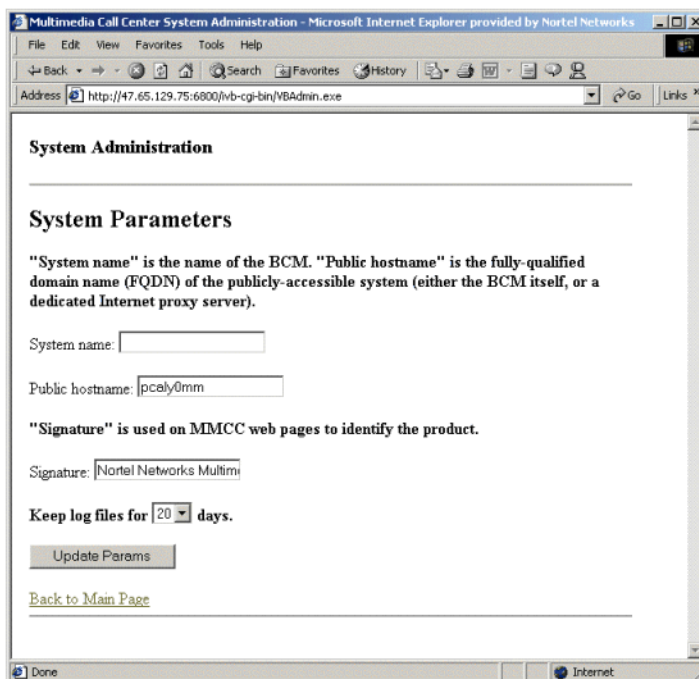 Multimedia Call Center System Administration - Microsoft Internet Explorer provided by Nortel Networks
File Edit View Favorites Tools Help
Back Search Favorites History
Address http://47.65.129.75:6800/ivb-cgi-bin/VBAdmin.exe Go Links »
System Administration
System Parameters
"System name" is the name of the BCM. "Public hostname" is the fully-qualified
domain name (FQDN) of the publicly-accessible system (either the BCM itself, or a
dedicated Internet proxy server).
System name:
Public hostname: pcaly0mm
"Signature" is used on MMCC web pages to identify the product.
Signature: Nortel Networks Multim
Keep log files for 20 days.
Update Params
Back to Main Page
Done Internet